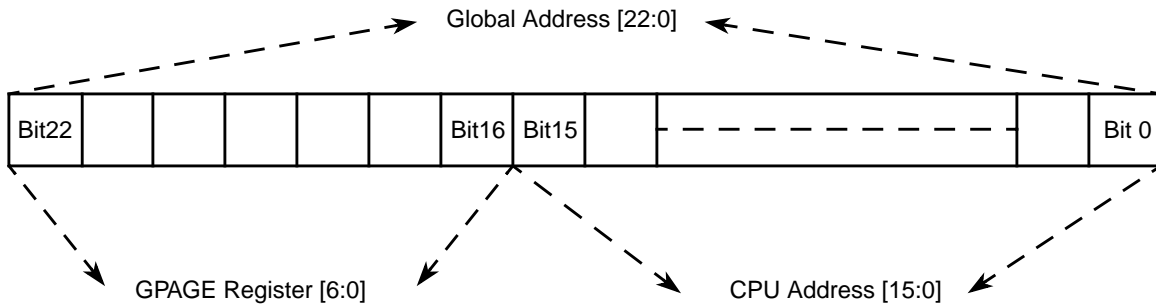 Global Address [22:0]
Bit22 Bit16 Bit15 Bit 0
GPAGE Register [6:0] CPU Address [15:0]